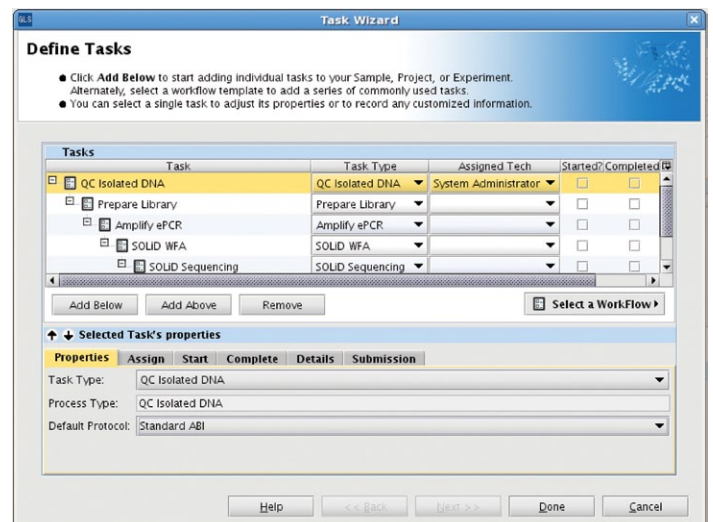 GLS
Task Wizard
Define Tasks
Click Add Below to start adding individual tasks to your Sample, Project, or Experiment.
Alternately, select a workflow template to add a series of commonly used tasks.
You can select a single task to adjust its properties or to record any customized information.
Tasks
Task Task Type Assigned Tech Started? Completed
QC Isolated DNA QC Isolated DNA System Administrator
Prepare Library Prepare Library
Amplify ePCR Amplify ePCR
SOLiD WFA SOLiD WFA
SOLiD Sequencing SOLiD Sequencing
Add Below Add Above Remove Select a WorkFlow
Selected Task's properties
Properties Assign Start Complete Details Submission
Task Type: QC Isolated DNA
Process Type: QC Isolated DNA
Default Protocol: Standard ABI
Help << Back Next >> Done Cancel